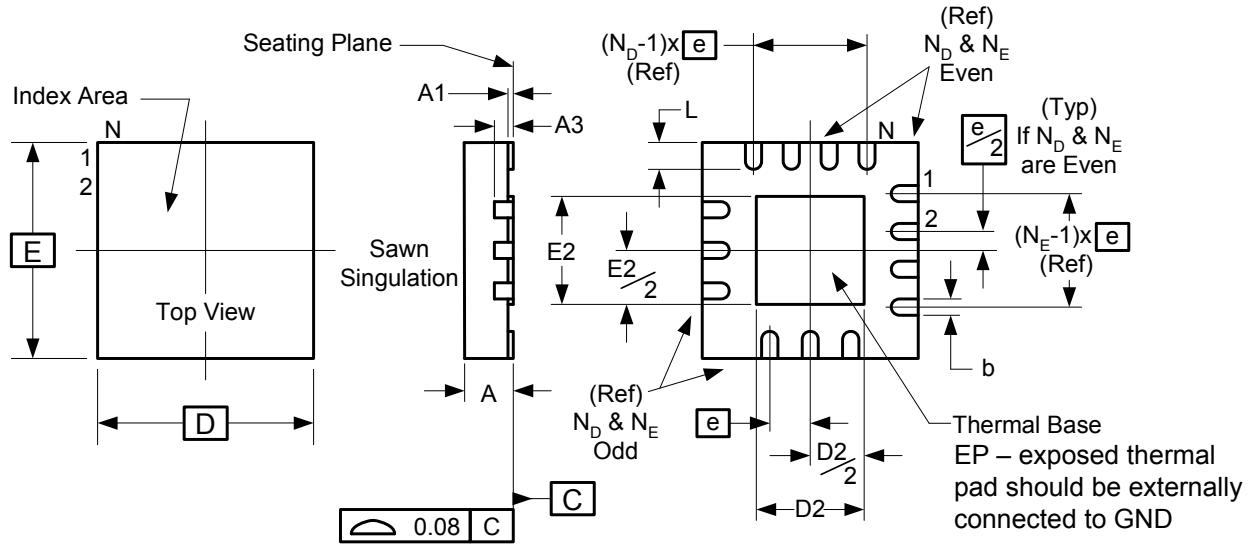 Seating Plane
Index Area
N
1
2
E
Top View
D
A1
A3
Sawn
Singulation
A
C
0.08 C
(N_D-1)x e
(Ref)
L
(Ref)
N_D & N_E
Even
N
e/2
(Typ)
If N_D & N_E
are Even
1
2
(N_E-1)x e
(Ref)
E2
E2/2
b
(Ref)
N_D & N_E
Odd
e
D2/2
D2
Thermal Base
EP – exposed thermal
pad should be externally
connected to GND